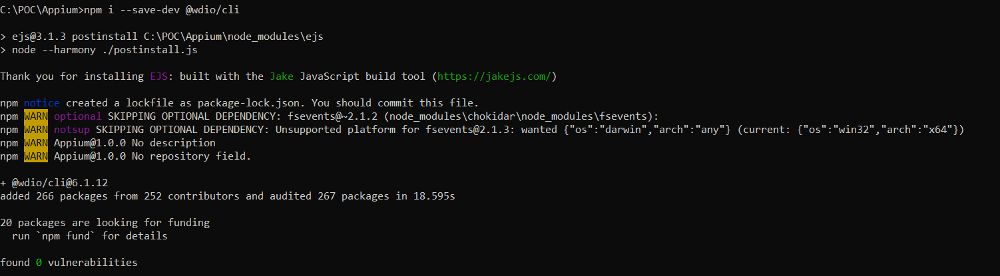 C:\POC\Appium>npm i --save-dev @wdio/cli
> ejs@3.1.3 postinstall C:\POC\Appium\node_modules\ejs
> node --harmony ./postinstall.js
Thank you for installing EJS: built with the Jake JavaScript build tool (https://jakejs.com/)
npm notice created a lockfile as package-lock.json. You should commit this file.
npm WARN optional SKIPPING OPTIONAL DEPENDENCY: fsevents@~2.1.2 (node_modules\chokidar\node_modules\fsevents):
npm WARN notsup SKIPPING OPTIONAL DEPENDENCY: Unsupported platform for fsevents@2.1.3: wanted {"os":"darwin","arch":"any"} (current: {"os":"win32","arch":"x64"})
npm WARN Appium@1.0.0 No description
npm WARN Appium@1.0.0 No repository field.
+ @wdio/cli@6.1.12
added 266 packages from 252 contributors and audited 267 packages in 18.595s
20 packages are looking for funding
  run `npm fund` for details
found 0 vulnerabilities